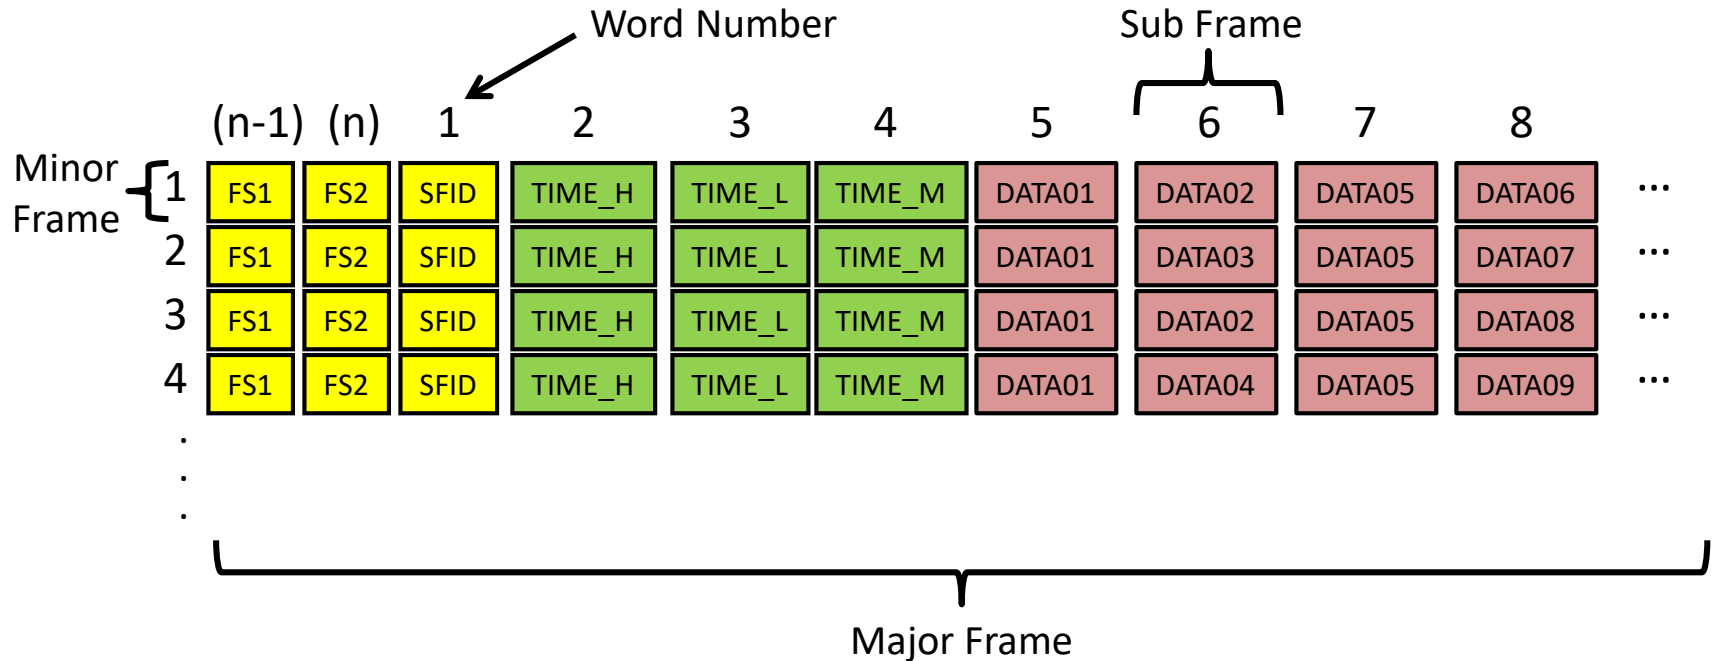 Word Number Sub Frame
(n-1) (n) 1 2 3 4 5 6 7 8
Minor
Frame
1 FS1 FS2 SFID TIME_H TIME_L TIME_M DATA01 DATA02 DATA05 DATA06 ...
2 FS1 FS2 SFID TIME_H TIME_L TIME_M DATA01 DATA03 DATA05 DATA07 ...
3 FS1 FS2 SFID TIME_H TIME_L TIME_M DATA01 DATA02 DATA05 DATA08 ...
4 FS1 FS2 SFID TIME_H TIME_L TIME_M DATA01 DATA04 DATA05 DATA09 ...
.
.
.
Major Frame